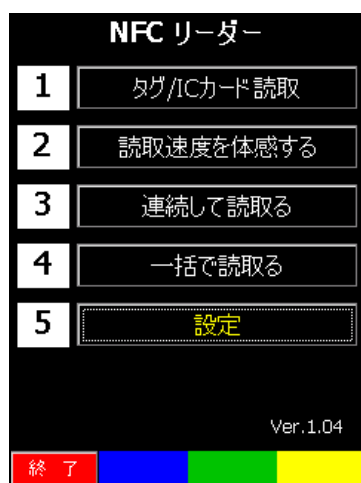 NFC リーダー
1 タグ/ICカード読取
2 読取速度を体感する
3 連続して読取る
4 一括で読取る
5 設定
Ver.1.04
終 了